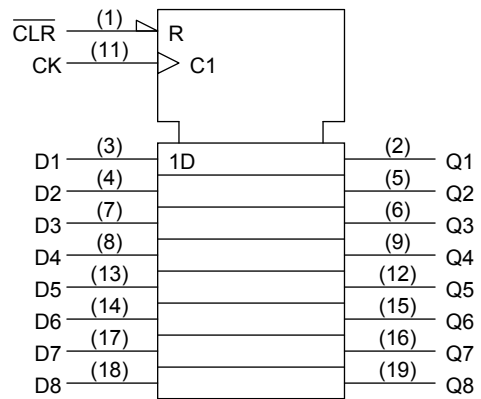 C̅L̅R̅ (1) R
CK (11) C1
D1 (3) 1D (2) Q1
D2 (4) (5) Q2
D3 (7) (6) Q3
D4 (8) (9) Q4
D5 (13) (12) Q5
D6 (14) (15) Q6
D7 (17) (16) Q7
D8 (18) (19) Q8